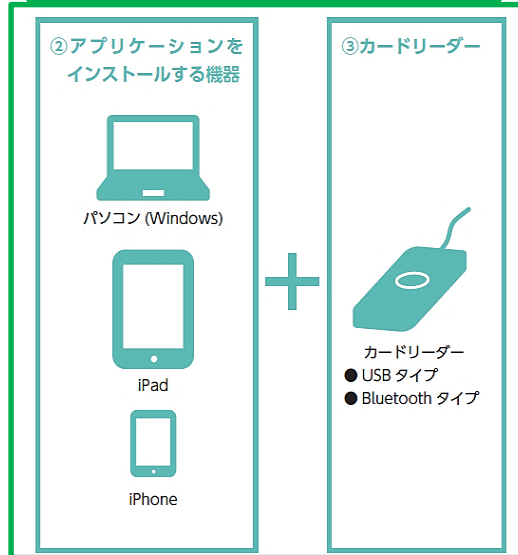 ②アプリケーションを
インストールする機器
パソコン (Windows)
iPad
iPhone
③カードリーダー
カードリーダー
● USB タイプ
● Bluetooth タイプ